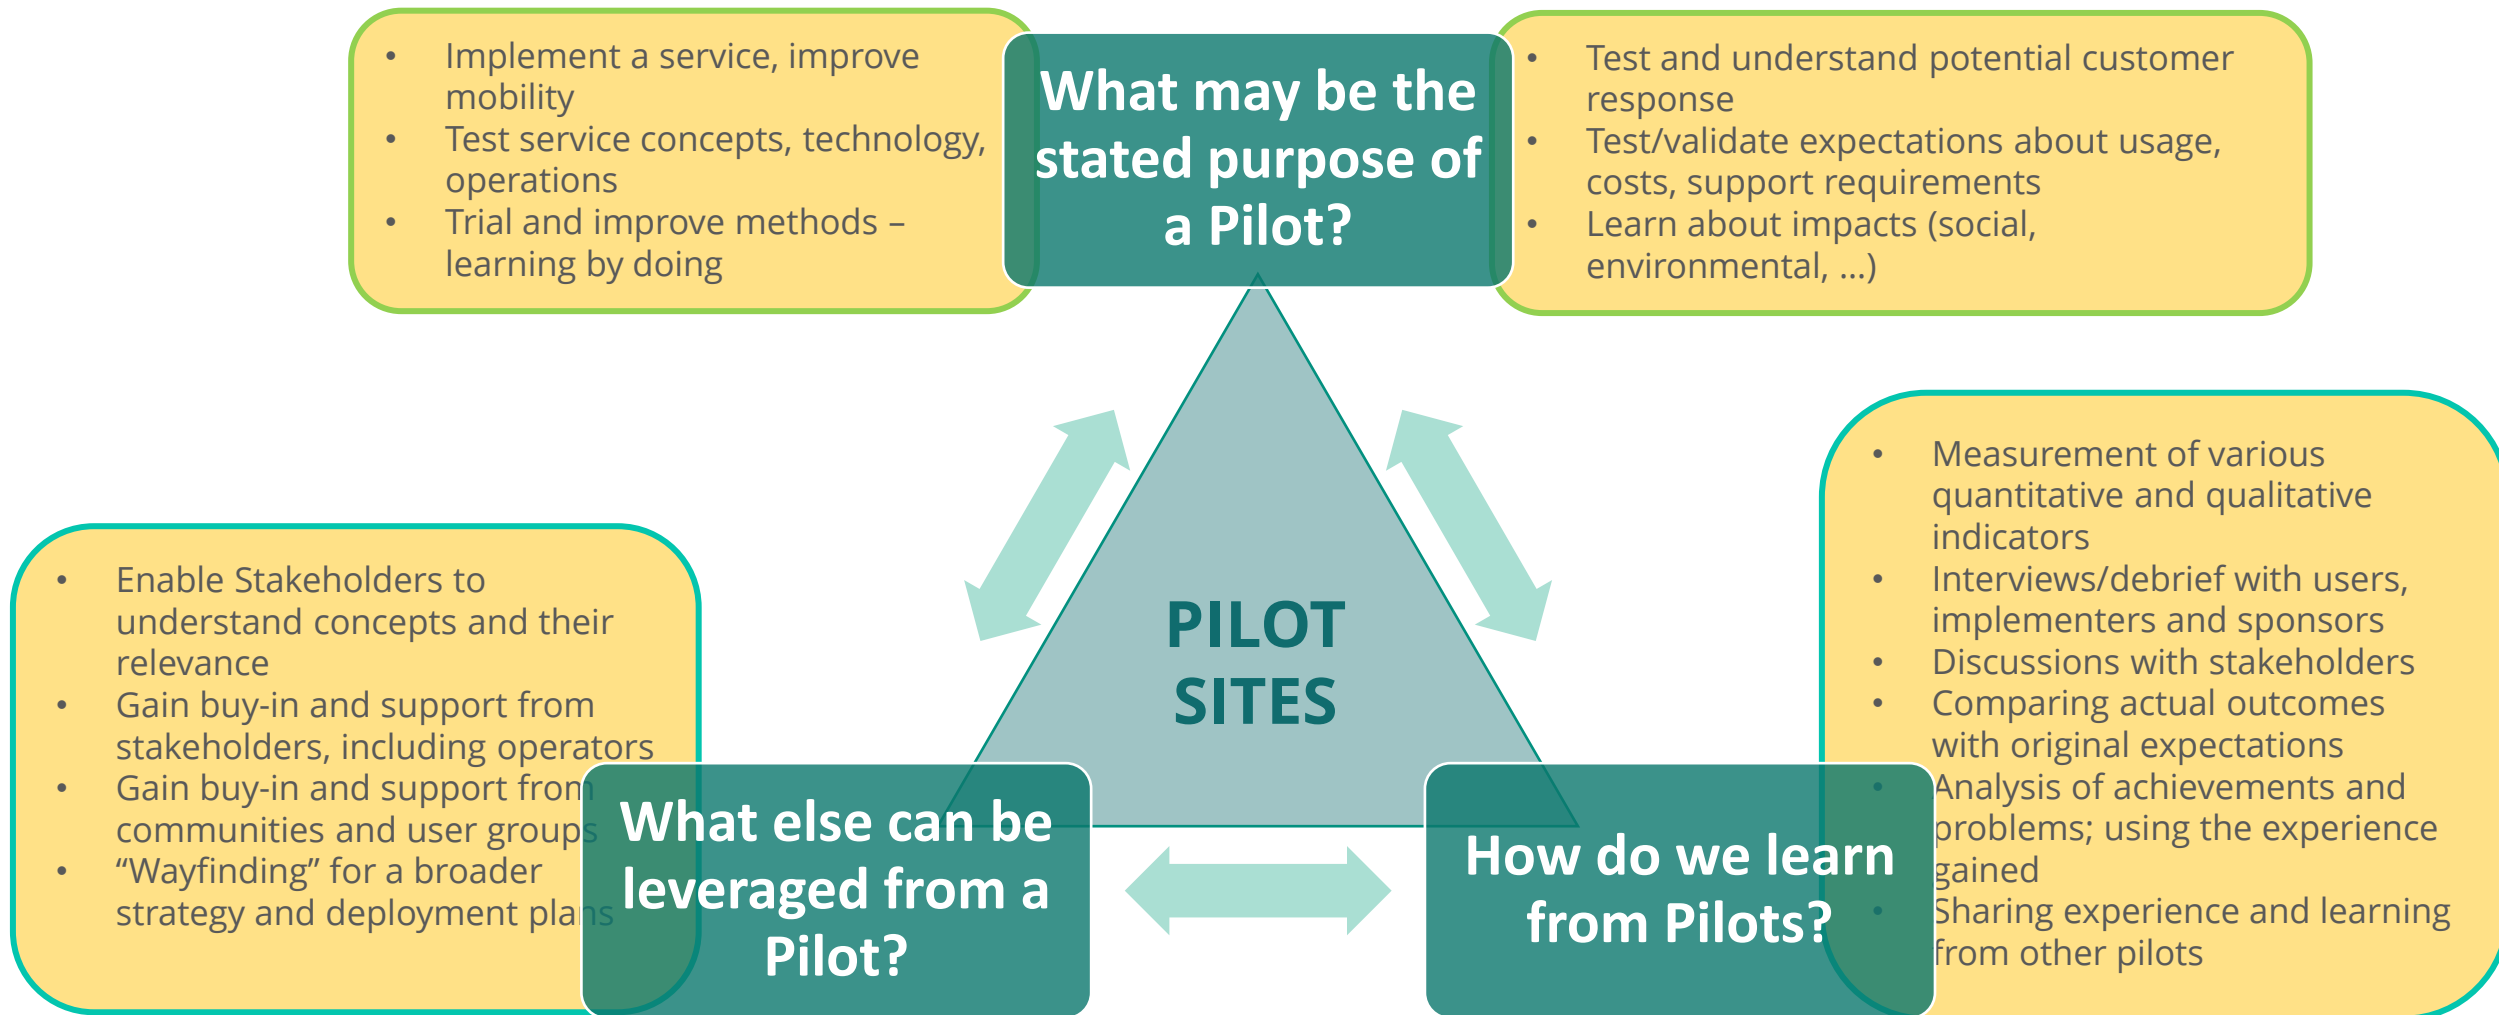 • Implement a service, improve
mobility
• Test service concepts, technology,
operations
• Trial and improve methods –
learning by doing
What may be the
stated purpose of
a Pilot?
• Test and understand potential customer
response
• Test/validate expectations about usage,
costs, support requirements
• Learn about impacts (social,
environmental, ...)
PILOT
SITES
• Enable Stakeholders to
understand concepts and their
relevance
• Gain buy-in and support from
stakeholders, including operators
• Gain buy-in and support from
communities and user groups
• “Wayfinding” for a broader
strategy and deployment plans
What else can be
leveraged from a
Pilot?
How do we learn
from Pilots?
• Measurement of various
quantitative and qualitative
indicators
• Interviews/debrief with users,
implementers and sponsors
• Discussions with stakeholders
• Comparing actual outcomes
with original expectations
• Analysis of achievements and
problems; using the experience
gained
• Sharing experience and learning
from other pilots